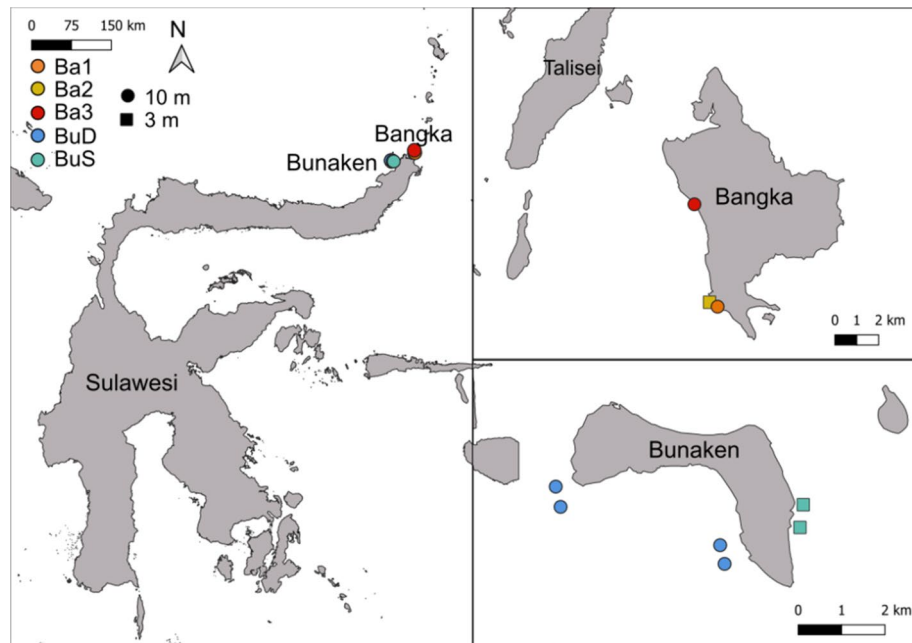 0 75 150 km
N
Ba1
Ba2
Ba3
BuD
BuS
10 m
3 m
Bangka
Bunaken
Sulawesi
Talisei
Bangka
0 1 2 km
Bunaken
0 1 2 km